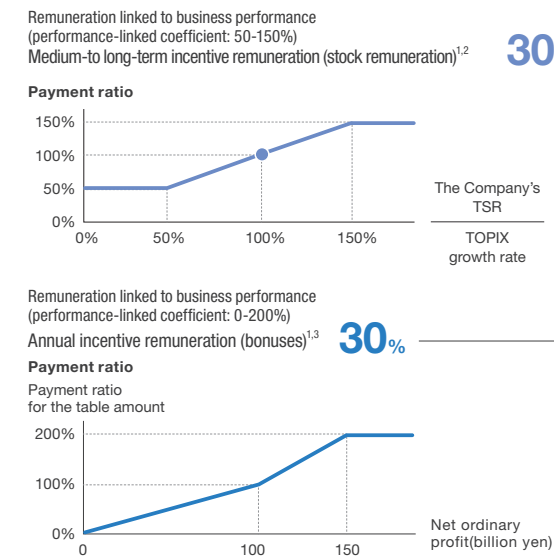 Remuneration linked to business performance
(performance-linked coefficient: 50-150%)
Medium-to long-term incentive remuneration (stock remuneration)1,2
30
Payment ratio
150%
100%
50%
0%
0%
50%
100%
150%
The Company's
TSR
TOPIX
growth rate
Remuneration linked to business performance
(performance-linked coefficient: 0-200%)
Annual incentive remuneration (bonuses)1,3
30%
Payment ratio
Payment ratio
for the table amount
200%
100%
0%
0
100
150
Net ordinary
profit(billion yen)